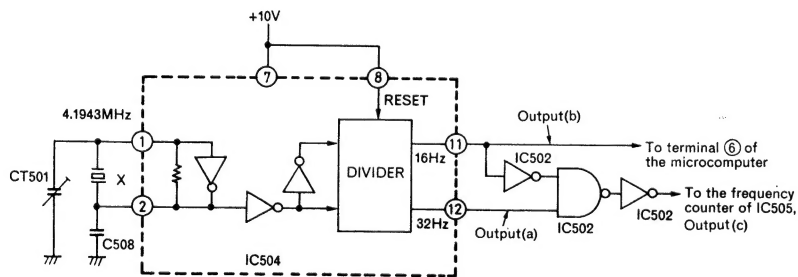 +10V
7
8
4.1943MHz
RESET
1
11
Output(b)
16Hz
To terminal ⑥ of
the microcomputer
IC502
CT501
X
DIVIDER
2
32Hz
12
To the frequency
counter of IC505,
Output(c)
IC502
IC502
Output(a)
C508
IC504